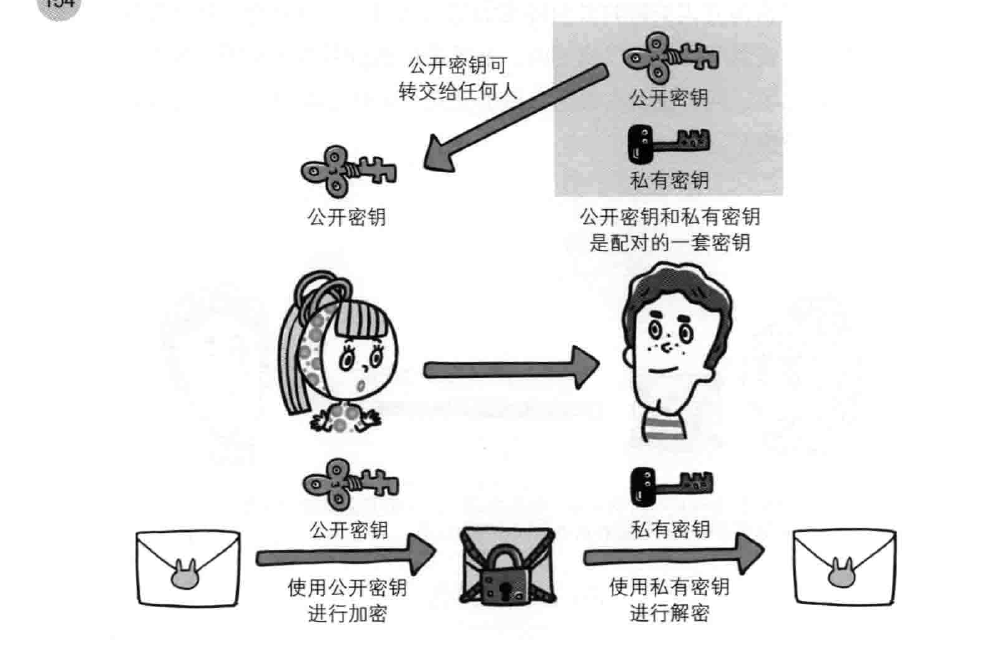 154
公开密钥可
转交给任何人
公开密钥
私有密钥
公开密钥
公开密钥和私有密钥
是配对的一套密钥
公开密钥
私有密钥
使用公开密钥
进行加密
使用私有密钥
进行解密